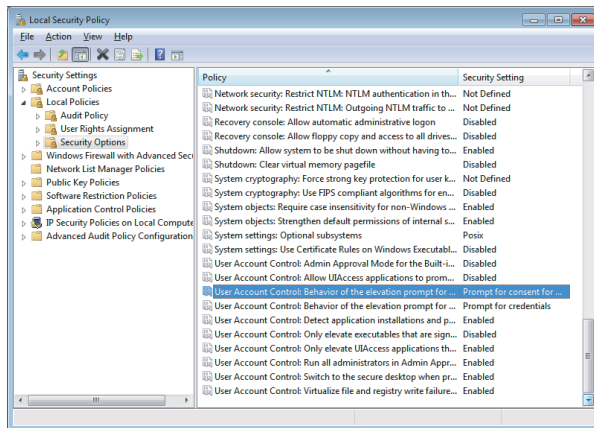 Local Security Policy
File Action View Help
Security Settings
Account Policies
Local Policies
Audit Policy
User Rights Assignment
Security Options
Windows Firewall with Advanced Secu
Network List Manager Policies
Public Key Policies
Software Restriction Policies
Application Control Policies
IP Security Policies on Local Compute
Advanced Audit Policy Configuration
Policy Security Setting
Network security: Restrict NTLM: NTLM authentication in th... Not Defined
Network security: Restrict NTLM: Outgoing NTLM traffic to ... Not Defined
Recovery console: Allow automatic administrative logon Disabled
Recovery console: Allow floppy copy and access to all drives... Disabled
Shutdown: Allow system to be shut down without having to... Enabled
Shutdown: Clear virtual memory pagefile Disabled
System cryptography: Force strong key protection for user k... Not Defined
System cryptography: Use FIPS compliant algorithms for en... Disabled
System objects: Require case insensitivity for non-Windows ... Enabled
System objects: Strengthen default permissions of internal s... Enabled
System settings: Optional subsystems Posix
System settings: Use Certificate Rules on Windows Executabl... Disabled
User Account Control: Admin Approval Mode for the Built-i... Disabled
User Account Control: Allow UIAccess applications to prom... Disabled
User Account Control: Behavior of the elevation prompt for ... Prompt for consent for ...
User Account Control: Behavior of the elevation prompt for ... Prompt for credentials
User Account Control: Detect application installations and p... Enabled
User Account Control: Only elevate executables that are sign... Disabled
User Account Control: Only elevate UIAccess applications th... Enabled
User Account Control: Run all administrators in Admin Appr... Enabled
User Account Control: Switch to the secure desktop when pr... Enabled
User Account Control: Virtualize file and registry write failure... Enabled